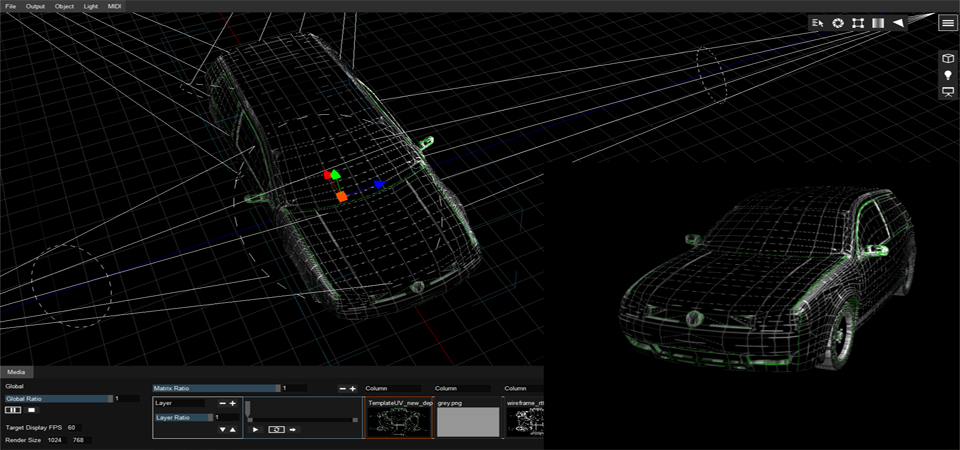 File Output Object Light MIDI
Media
Global
Global Ratio 1
Target Display FPS 60
Render Size 1024 768
Matrix Ratio 1
Layer
Layer Ratio 1
Column Column Column
TemplateUV_new_dep grey.png wireframe_rtt